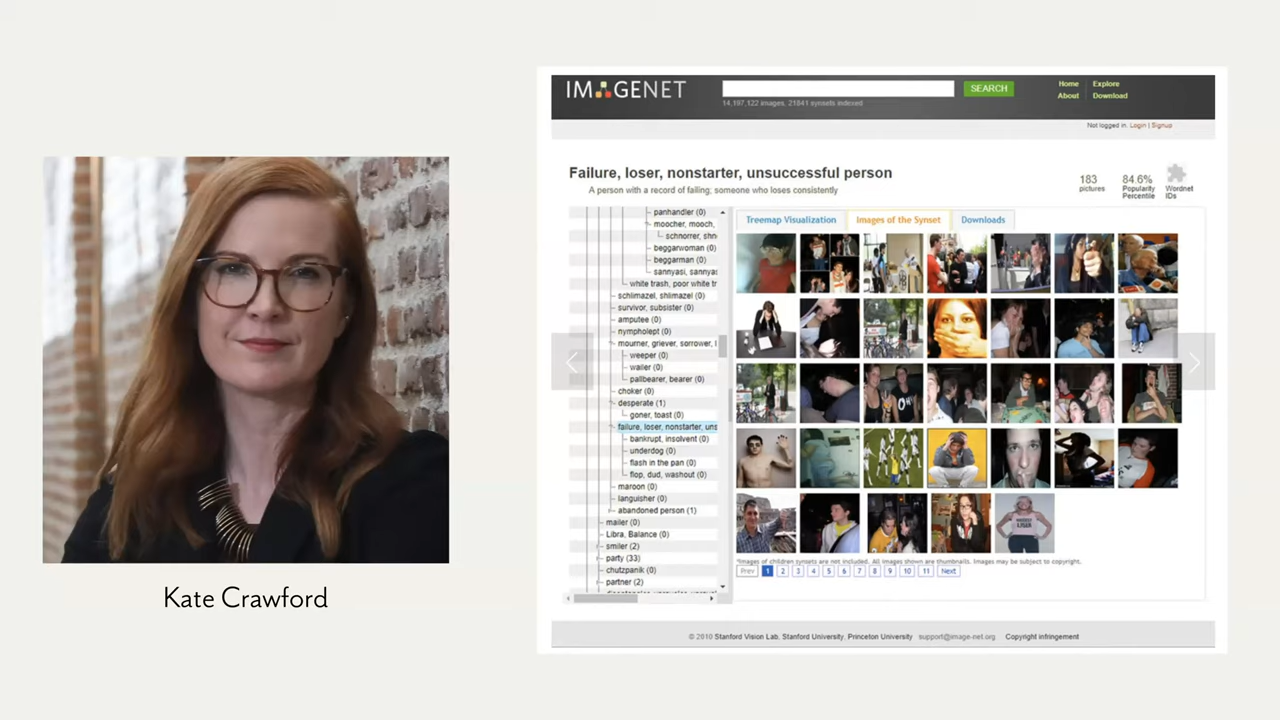 Kate Crawford
IMAGENET
SEARCH
14,197,122 images, 21841 synsets indexed
Home
Explore
About
Download
Not logged in. Login | Signup
Failure, loser, nonstarter, unsuccessful person
A person with a record of failing; someone who loses consistently
183
pictures
84.6%
Popularity
Percentile
Wordnet
IDs
panhandler (0)
moocher, mooch,
schnorrer, shn
beggarwoman (0)
beggarman (0)
sannyasi, sannyas
white trash, poor white tr
schlimazel, shlimazel (0)
survivor, subsister (0)
amputee (0)
nympholept (0)
mourner, griever, sorrower, l
weeper (0)
wailer (0)
pallbearer, bearer (0)
choker (0)
desperate (1)
goner, toast (0)
failure, loser, nonstarter, uns
bankrupt, insolvent (0)
underdog (0)
flash in the pan (0)
flop, dud, washout (0)
maroon (0)
languisher (0)
abandoned person (1)
mailer (0)
Libra, Balance (0)
smiler (2)
party (33)
chutzpanik (0)
partner (2)
Treemap Visualization
Images of the Synset
Downloads
*Images of children synsets are not included. All images shown are thumbnails. Images may be subject to copyright.
Prev 1 2 3 4 5 6 7 8 9 10 11 Next
© 2010 Stanford Vision Lab, Stanford University, Princeton University support@image-net.org Copyright infringement